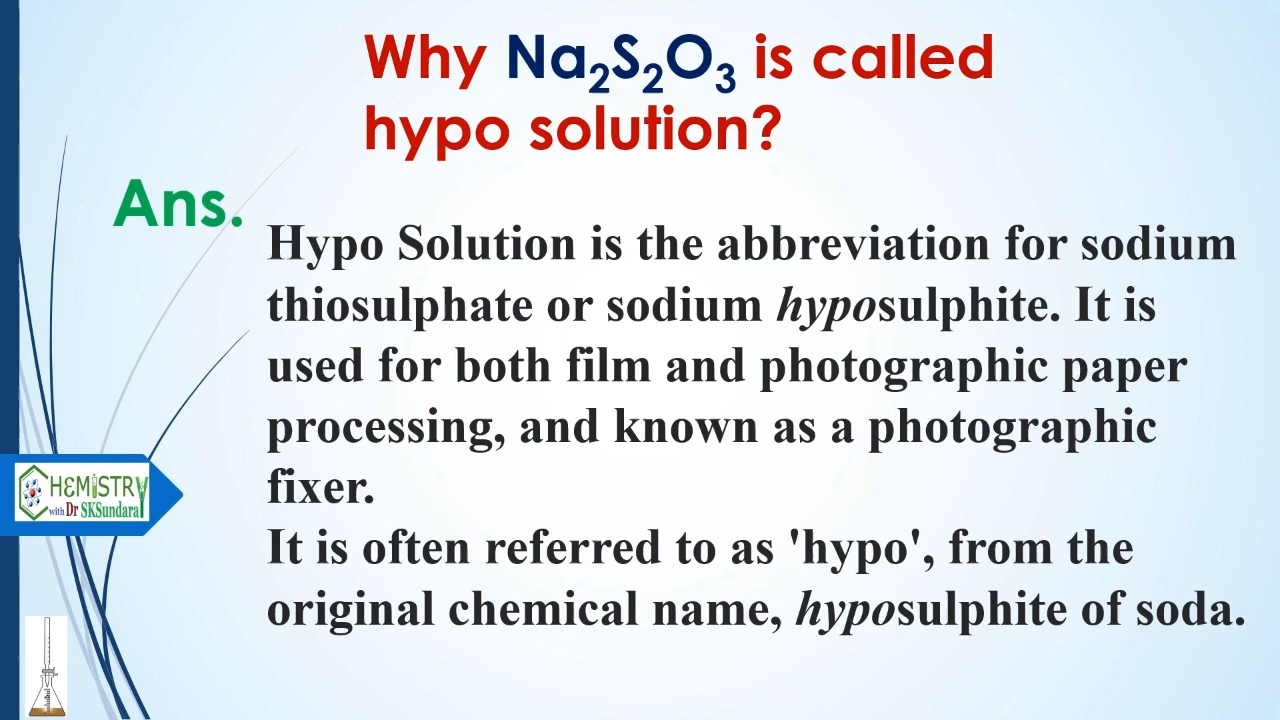 Why Na₂S₂O₃ is called
hypo solution?
Ans.
Hypo Solution is the abbreviation for sodium
thiosulphate or sodium hyposulphite. It is
used for both film and photographic paper
processing, and known as a photographic
fixer.
It is often referred to as 'hypo', from the
original chemical name, hyposulphite of soda.
CHEMISTRY
with Dr SKSundaray